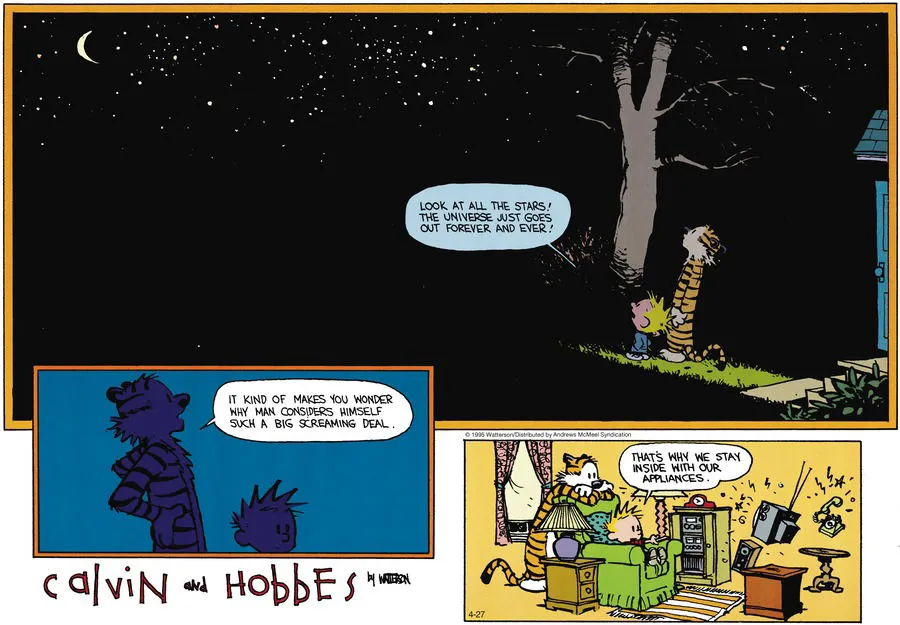 LOOK AT ALL THE STARS!
THE UNIVERSE JUST GOES
OUT FOREVER AND EVER!
IT KIND OF MAKES YOU WONDER
WHY MAN CONSIDERS HIMSELF
SUCH A BIG SCREAMING DEAL.
CALVIN and HOBBES by WATTERSON
© 1995 Watterson/Distributed by Andrews McMeel Syndication
THAT'S WHY WE STAY
INSIDE WITH OUR
APPLIANCES.
4-27